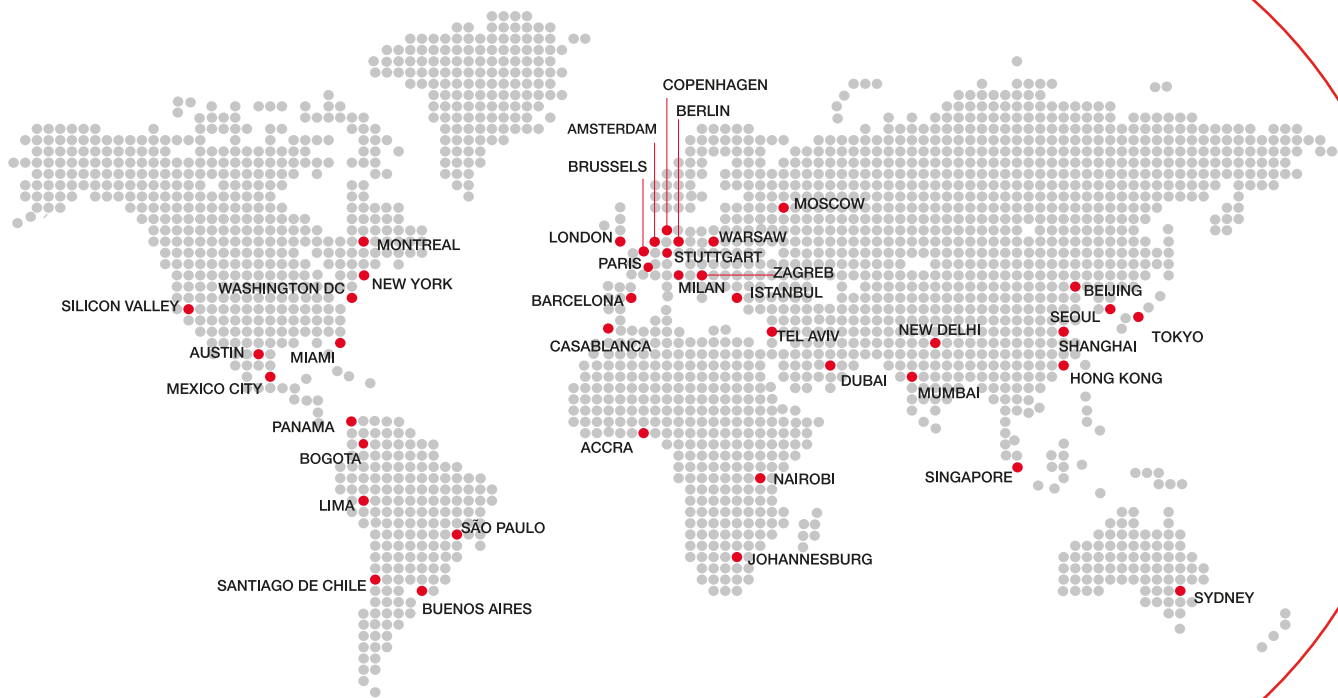 COPENHAGEN
BERLIN
AMSTERDAM
BRUSSELS
MOSCOW
LONDON
WARSAW
MONTREAL
STUTTGART
PARIS
ZAGREB
NEW YORK
WASHINGTON DC
MILAN
BEIJING
SILICON VALLEY
BARCELONA
ISTANBUL
SEOUL
NEW DELHI
TEL AVIV
TOKYO
CASABLANCA
SHANGHAI
AUSTIN
MIAMI
DUBAI
HONG KONG
MEXICO CITY
MUMBAI
PANAMA
ACCRA
BOGOTA
SINGAPORE
NAIROBI
LIMA
SÃO PAULO
JOHANNESBURG
SANTIAGO DE CHILE
SYDNEY
BUENOS AIRES